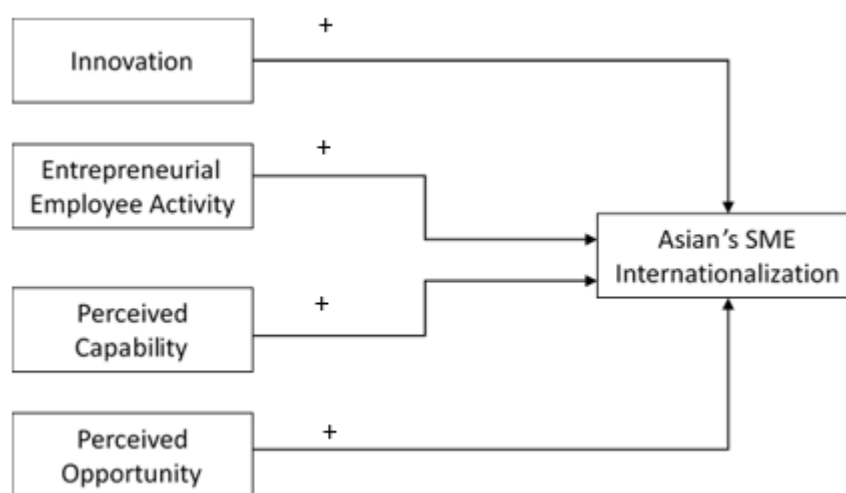 +
Innovation
+
Entrepreneurial
Employee Activity
Asian's SME
Internationalization
+
Perceived
Capability
+
Perceived
Opportunity